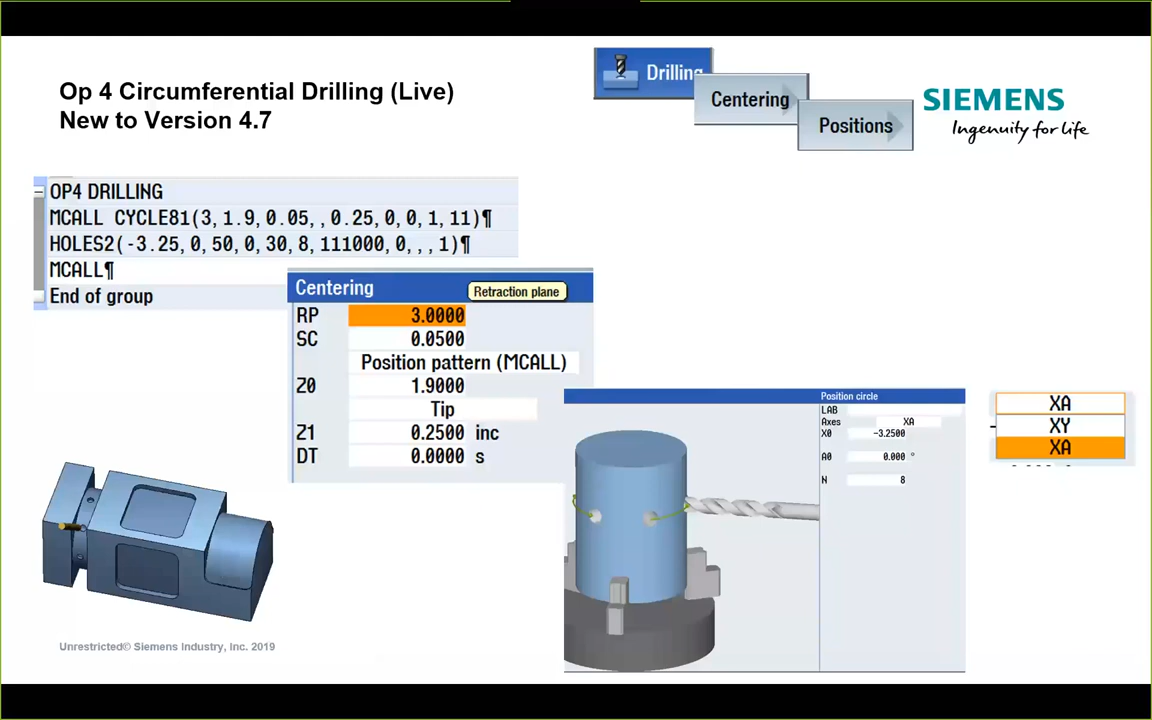 Op 4 Circumferential Drilling (Live)
New to Version 4.7
Drilling
Centering
Positions
SIEMENS
Ingenuity for life
OP4 DRILLING
MCALL CYCLE81(3,1.9,0.05,,0.25,0,0,1,11)¶
HOLES2(-3.25,0,50,0,30,8,111000,0,,,1)¶
MCALL¶
End of group
Centering
Retraction plane
RP 3.0000
SC 0.0500
Position pattern (MCALL)
Z0 1.9000
Tip
Z1 0.2500 inc
DT 0.0000 s
Position circle
LAB
Axes XA
X0 -3.2500
A0 0.000 °
N 8
XA
XY
XA
Unrestricted© Siemens Industry, Inc. 2019